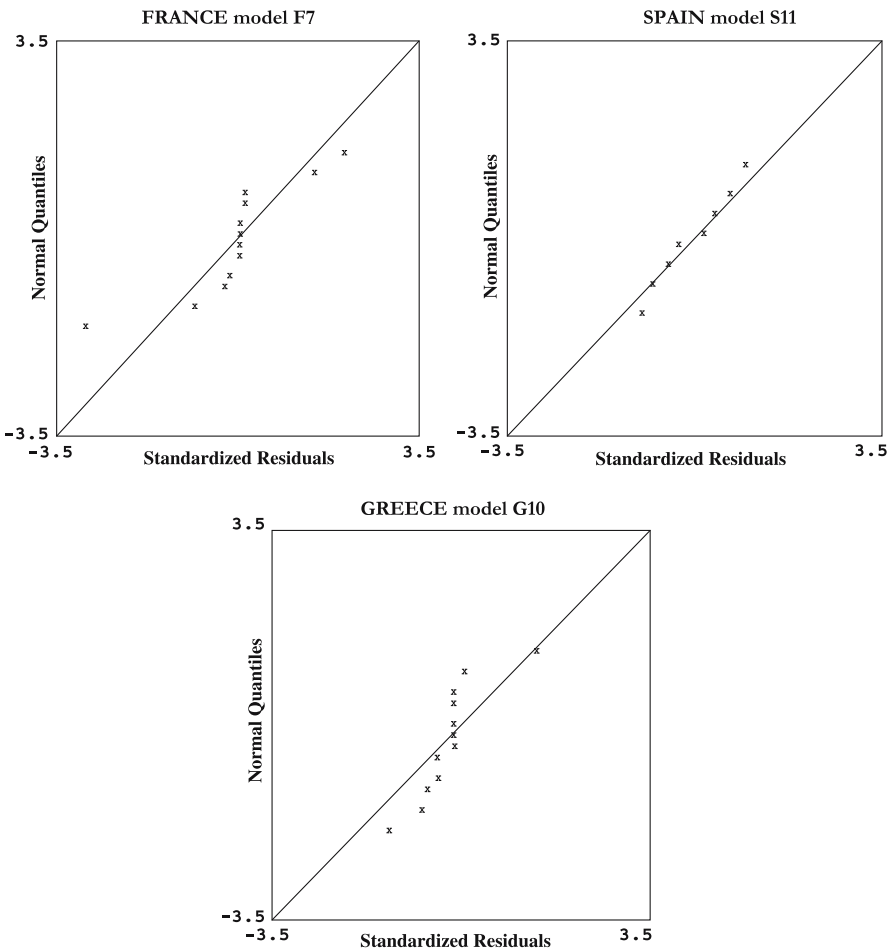 FRANCE model F7
3.5
Normal Quantiles
-3.5
-3.5
3.5
Standardized Residuals
SPAIN model S11
3.5
Normal Quantiles
-3.5
-3.5
3.5
Standardized Residuals
GREECE model G10
3.5
Normal Quantiles
-3.5
-3.5
3.5
Standardized Residuals